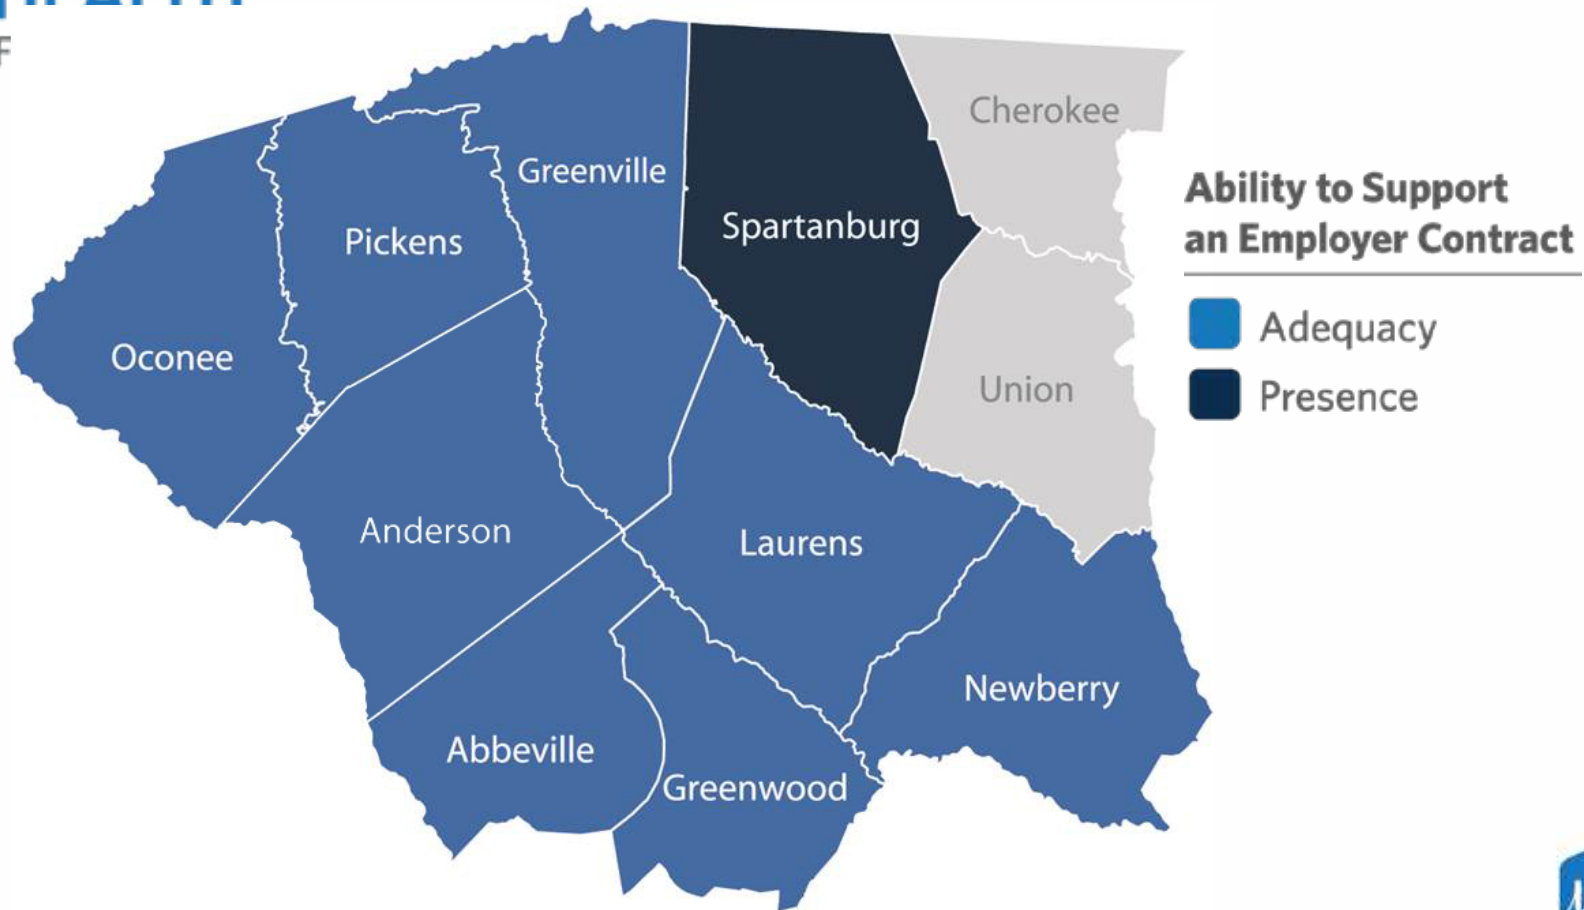 Cherokee
Greenville
Ability to Support
Spartanburg
an Employer Contract
Pickens
Adequacy
Oconee
Union
Presence
Anderson
Laurens
Newberry
Abbeville
Greenwood